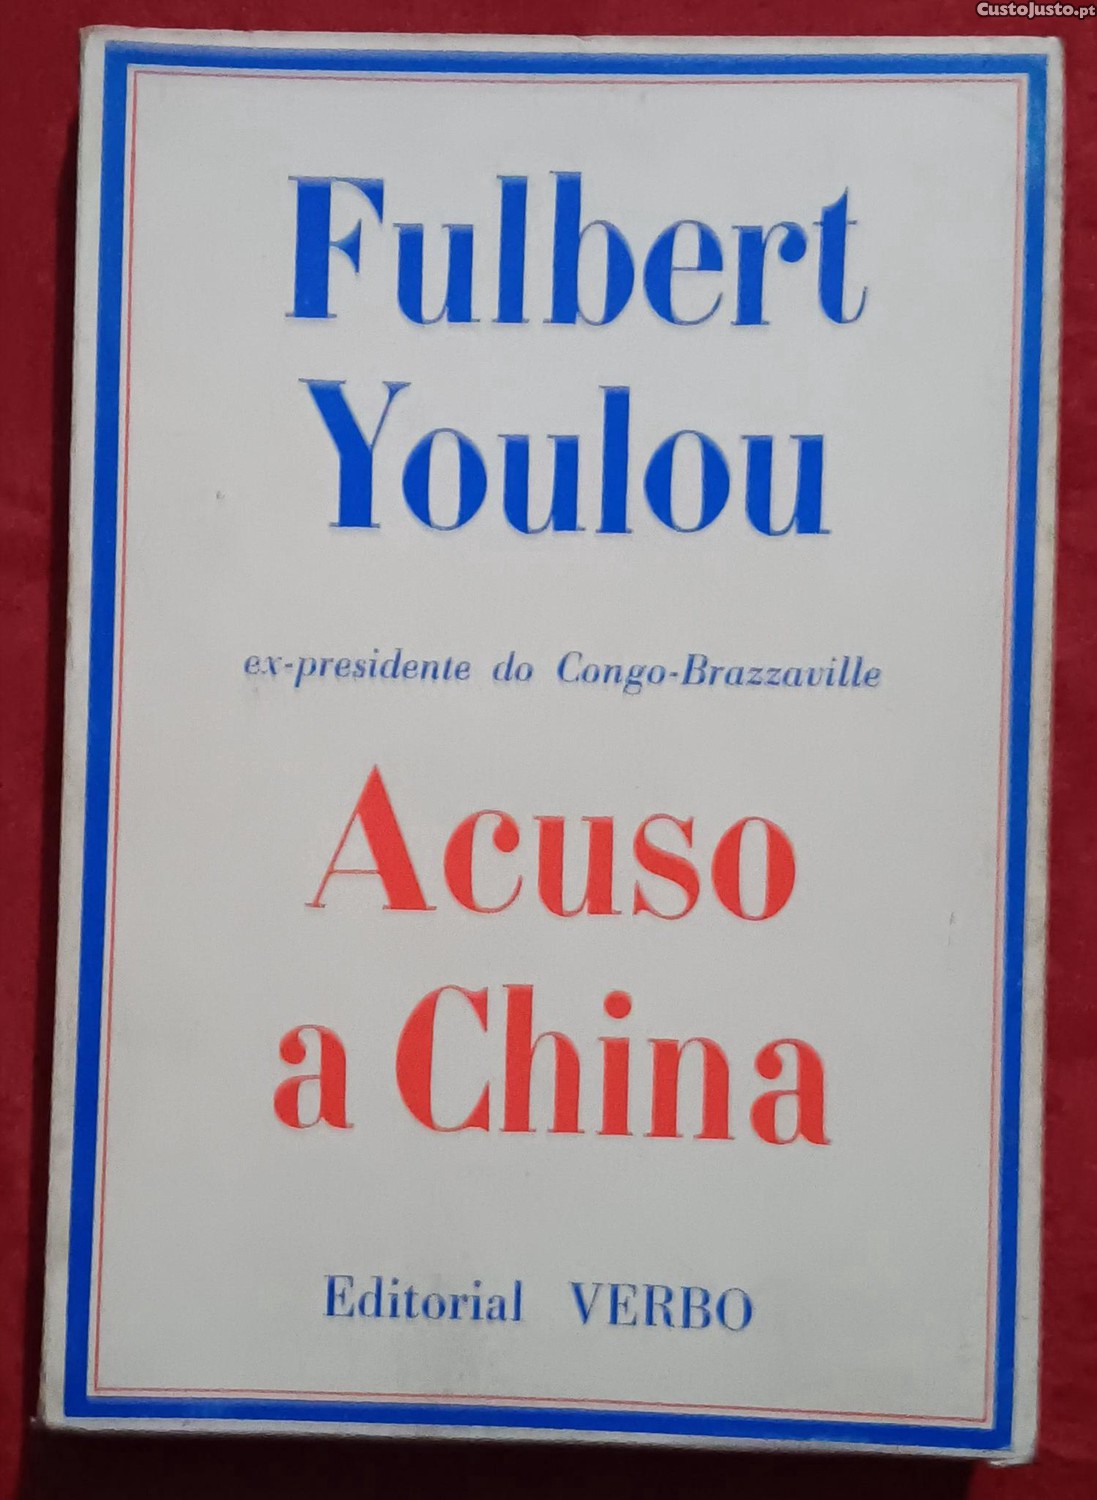 CustoJusto.pt
Fulbert
Youlou
ex-presidente do Congo-Brazzaville
Acuso
a China
Editorial VERBO